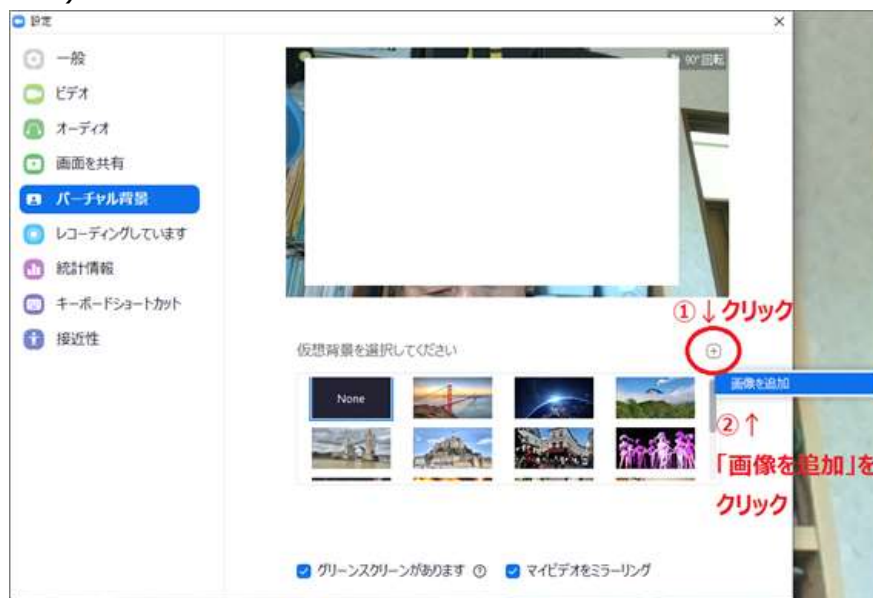 設定
一般
ビデオ
オーディオ
画面を共有
バーチャル背景
レコーディングしています
統計情報
キーボードショートカット
接近性
90°回転
①↓クリック
仮想背景を選択してください
画像を追加
None
②↑
「画像を追加」を
クリック
グリーンスクリーンがあります
マイビデオをミラーリング